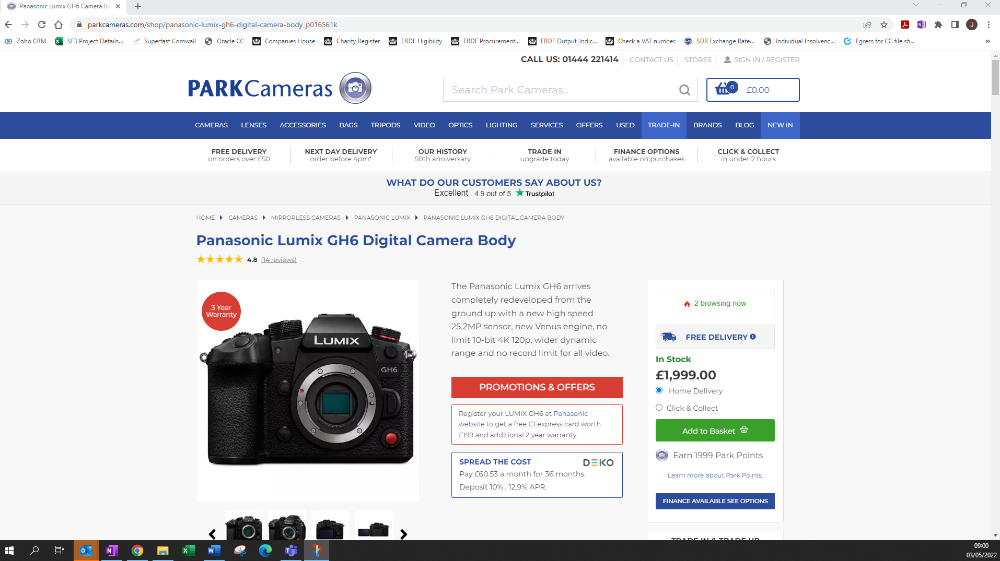 Panasonic Lumix GH6 Camera Bo
parkcameras.com/shop/panasonic-lumix-gh6-digital-camera-body_p016561k
J
Zoho CRM
SF3 Project Details...
Superfast Cornwall
Oracle CC
Companies House
Charity Register
ERDF Eligibility
ERDF Procurement...
ERDF Output_Indic...
Check a VAT number
SDR Exchange Rate...
Individual Insolvenc...
Egress for CC file sh...
CALL US: 01444 221414
CONTACT US
STORES
SIGN IN / REGISTER
PARKCameras
Search Park Cameras..
0
£0.00
CAMERAS
LENSES
ACCESSORIES
BAGS
TRIPODS
VIDEO
OPTICS
LIGHTING
SERVICES
OFFERS
USED
TRADE-IN
BRANDS
BLOG
NEW IN
FREE DELIVERY
on orders over £50
NEXT DAY DELIVERY
order before 4pm*
OUR HISTORY
50th anniversary
TRADE IN
upgrade today
FINANCE OPTIONS
available on purchases
CLICK & COLLECT
in under 2 hours
WHAT DO OUR CUSTOMERS SAY ABOUT US?
Excellent 4.9 out of 5 Trustpilot
HOME
CAMERAS
MIRRORLESS CAMERAS
PANASONIC LUMIX
PANASONIC LUMIX GH6 DIGITAL CAMERA BODY
Panasonic Lumix GH6 Digital Camera Body
4.8 (14 reviews)
3 Year
Warranty
LUMIX
GH6
The Panasonic Lumix GH6 arrives
completely redeveloped from the
ground up with a new high speed
25.2MP sensor, new Venus engine, no
limit 10-bit 4K 120p, wider dynamic
range and no record limit for all video.
PROMOTIONS & OFFERS
Register your LUMIX GH6 at Panasonic
website to get a free CFexpress card worth
£199 and additional 2 year warranty.
SPREAD THE COST
DEKO
Pay £60.53 a month for 36 months.
Deposit 10% , 12.9% APR.
2 browsing now
FREE DELIVERY
In Stock
£1,999.00
Home Delivery
Click & Collect
Add to Basket
Earn 1999 Park Points
Learn more about Park Points.
FINANCE AVAILABLE SEE OPTIONS
TRADE IN & TRADE UP
09:00
03/05/2022